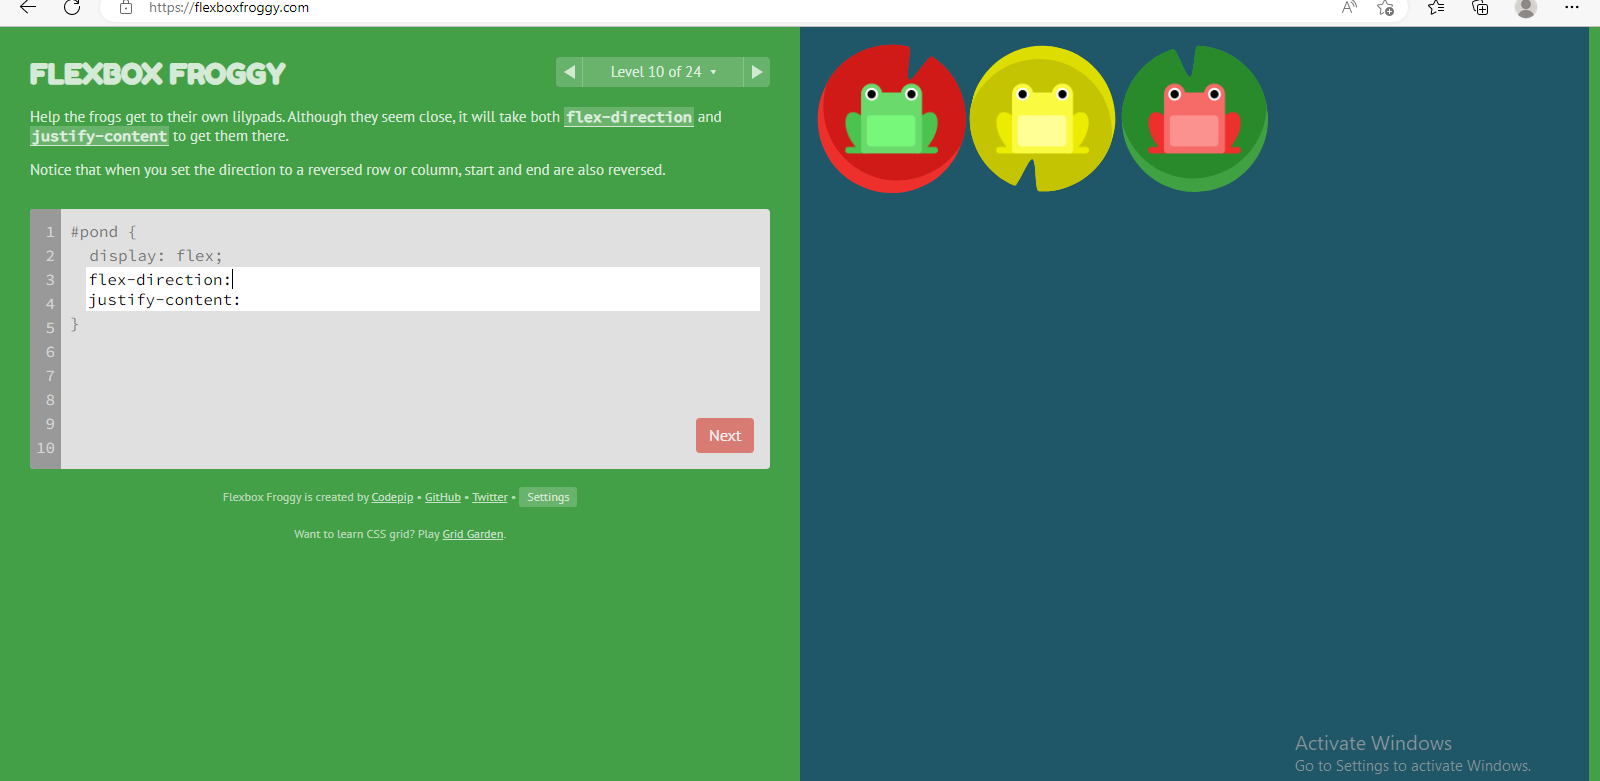 https://flexboxfroggy.com
FLEXBOX FROGGY
Level 10 of 24
Help the frogs get to their own lilypads. Although they seem close, it will take both flex-direction and
justify-content to get them there.
Notice that when you set the direction to a reversed row or column, start and end are also reversed.
1 #pond {
2 display: flex;
3 flex-direction:
4 justify-content:
5 }
6
7
8
9
10
Next
Flexbox Froggy is created by Codepip • GitHub • Twitter • Settings
Want to learn CSS grid? Play Grid Garden.
Activate Windows
Go to Settings to activate Windows.